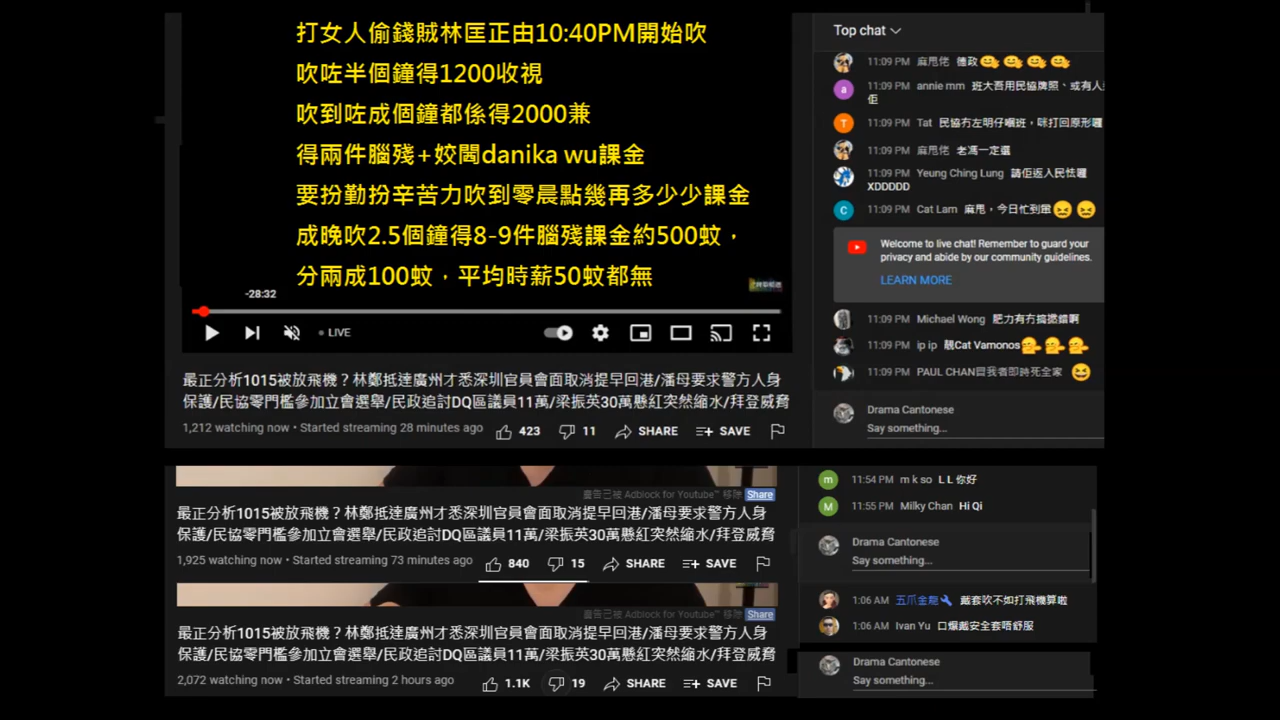 打女人偷錢賊林匡正由10:40PM開始吹
吹咗半個鐘得1200收視
吹到咗成個鐘都係得2000兼
得兩件腦殘+姣閪danika wu課金
要扮勤扮辛苦力吹到零晨點幾再多少少課金
成晚吹2.5個鐘得8-9件腦殘課金約500蚊，
分兩成100蚊，平均時薪50蚊都無
-28:32
LIVE
最正分析1015被放飛機？林鄭抵達廣州才悉深圳官員會面取消提早回港/潘母要求警方人身
保護/民協零門檻參加立會選舉/民政追討DQ區議員11萬/梁振英30萬懸紅突然縮水/拜登威脅
1,212 watching now • Started streaming 28 minutes ago
423
11
SHARE
SAVE
Top chat
11:09 PM 麻甩佬 德政
11:09 PM annie mm 班大吾用民協牌照、或有人
佢
11:09 PM Tat 民協冇左明仔嗰班，咪打回原形囉
11:09 PM 麻甩佬 老馮一定選
11:09 PM Yeung Ching Lung 請佢返入民怯囉
XDDDDD
11:09 PM Cat Lam 麻甩，今日忙到
Welcome to live chat! Remember to guard your
privacy and abide by our community guidelines.
LEARN MORE
11:09 PM Michael Wong 肥力有冇搞錯啊
11:09 PM ip ip 靚Cat Vamonos
11:09 PM PAUL CHAN冒我者即時死全家
Drama Cantonese
Say something...
廣告已被 Adblock for Youtube™ 移除 Share
最正分析1015被放飛機？林鄭抵達廣州才悉深圳官員會面取消提早回港/潘母要求警方人身
保護/民協零門檻參加立會選舉/民政追討DQ區議員11萬/梁振英30萬懸紅突然縮水/拜登威脅
1,925 watching now • Started streaming 73 minutes ago
840
15
SHARE
SAVE
11:54 PM m k so L L 你好
11:55 PM Milky Chan Hi Qi
Drama Cantonese
Say something...
廣告已被 Adblock for Youtube™ 移除 Share
最正分析1015被放飛機？林鄭抵達廣州才悉深圳官員會面取消提早回港/潘母要求警方人身
保護/民協零門檻參加立會選舉/民政追討DQ區議員11萬/梁振英30萬懸紅突然縮水/拜登威脅
2,072 watching now • Started streaming 2 hours ago
1.1K
19
SHARE
SAVE
1:06 AM 五爪金龍 戴套吹不如打飛機算啦
1:06 AM Ivan Yu 口爆戴安全套唔舒服
Drama Cantonese
Say something...